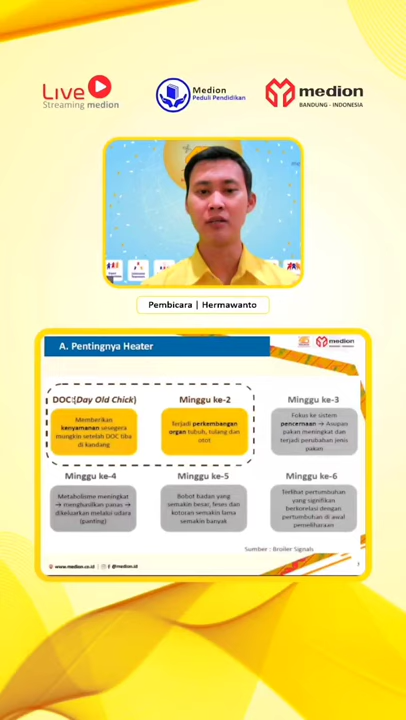 Live
Streaming medion
Medion
Peduli Pendidikan
medion
BANDUNG - INDONESIA
Pembicara | Hermawanto
A. Pentingnya Heater
medion
DOC (Day Old Chick)
Memberikan
kenyamanan sesegera
mungkin setelah DOC tiba
di kandang
Minggu ke-2
Terjadi perkembangan
organ tubuh, tulang dan
otot
Minggu ke-3
Fokus ke sistem
pencernaan → Asupan
pakan meningkat dan
terjadi perubahan jenis
pakan
Minggu ke-4
Metabolisme meningkat
→ menghasilkan panas →
dikeluarkan melalui udara
(panting)
Minggu ke-5
Bobot badan yang
semakin besar, feses dan
kotoran semakin lama
semakin banyak
Minggu ke-6
Terlihat pertumbuhan
yang signifikan
berkorelasi dengan
pertumbuhan di awal
pemeliharaan
Sumber : Broiler Signals
www.medion.co.id | @medion.id